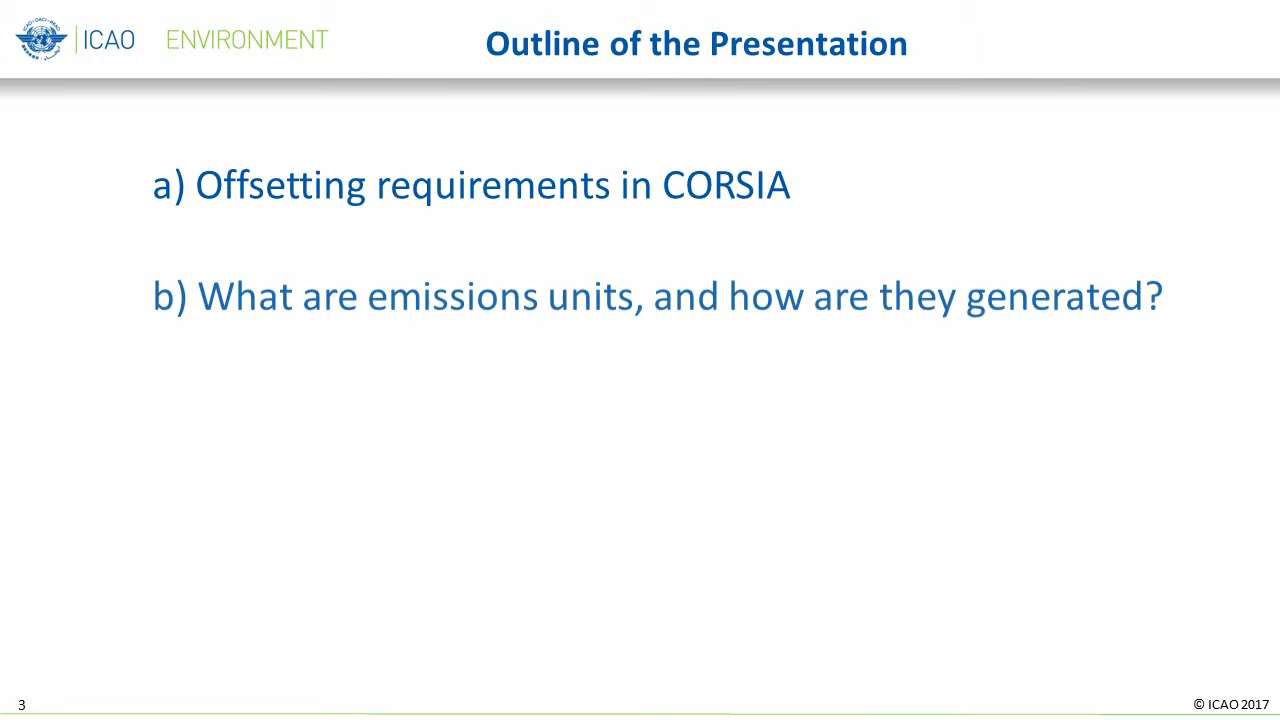 ICAO ENVIRONMENT
Outline of the Presentation
a) Offsetting requirements in CORSIA
b) What are emissions units, and how are they generated?
3
© ICAO 2017